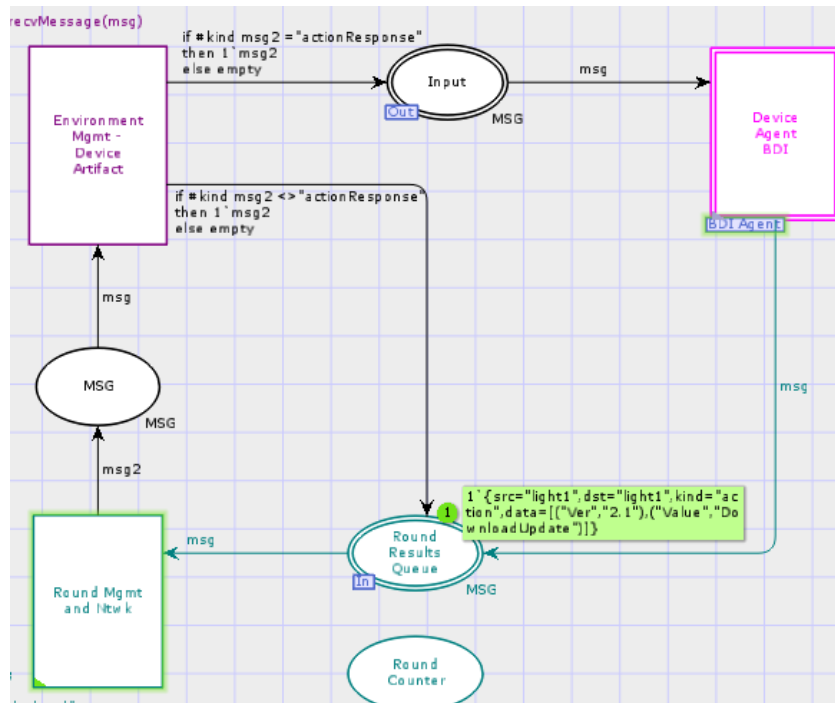 recvMessage(msg)
if #kind msg2 = "actionResponse"
then 1`msg2
else empty
Input
Out
MSG
msg
Device
Agent
BDI
BDI Agent
Environment
Mgmt -
Device
Artifact
if #kind msg2 <> "actionResponse"
then 1`msg2
else empty
msg
MSG
MSG
msg
msg2
1
1`{src="light1",dst="light1",kind="ac
tion",data=[("Ver","2.1"),("Value","Do
wnloadUpdate")]}
msg
Round
Results
Queue
In
MSG
Round Mgmt
and Ntwk
Round
Counter